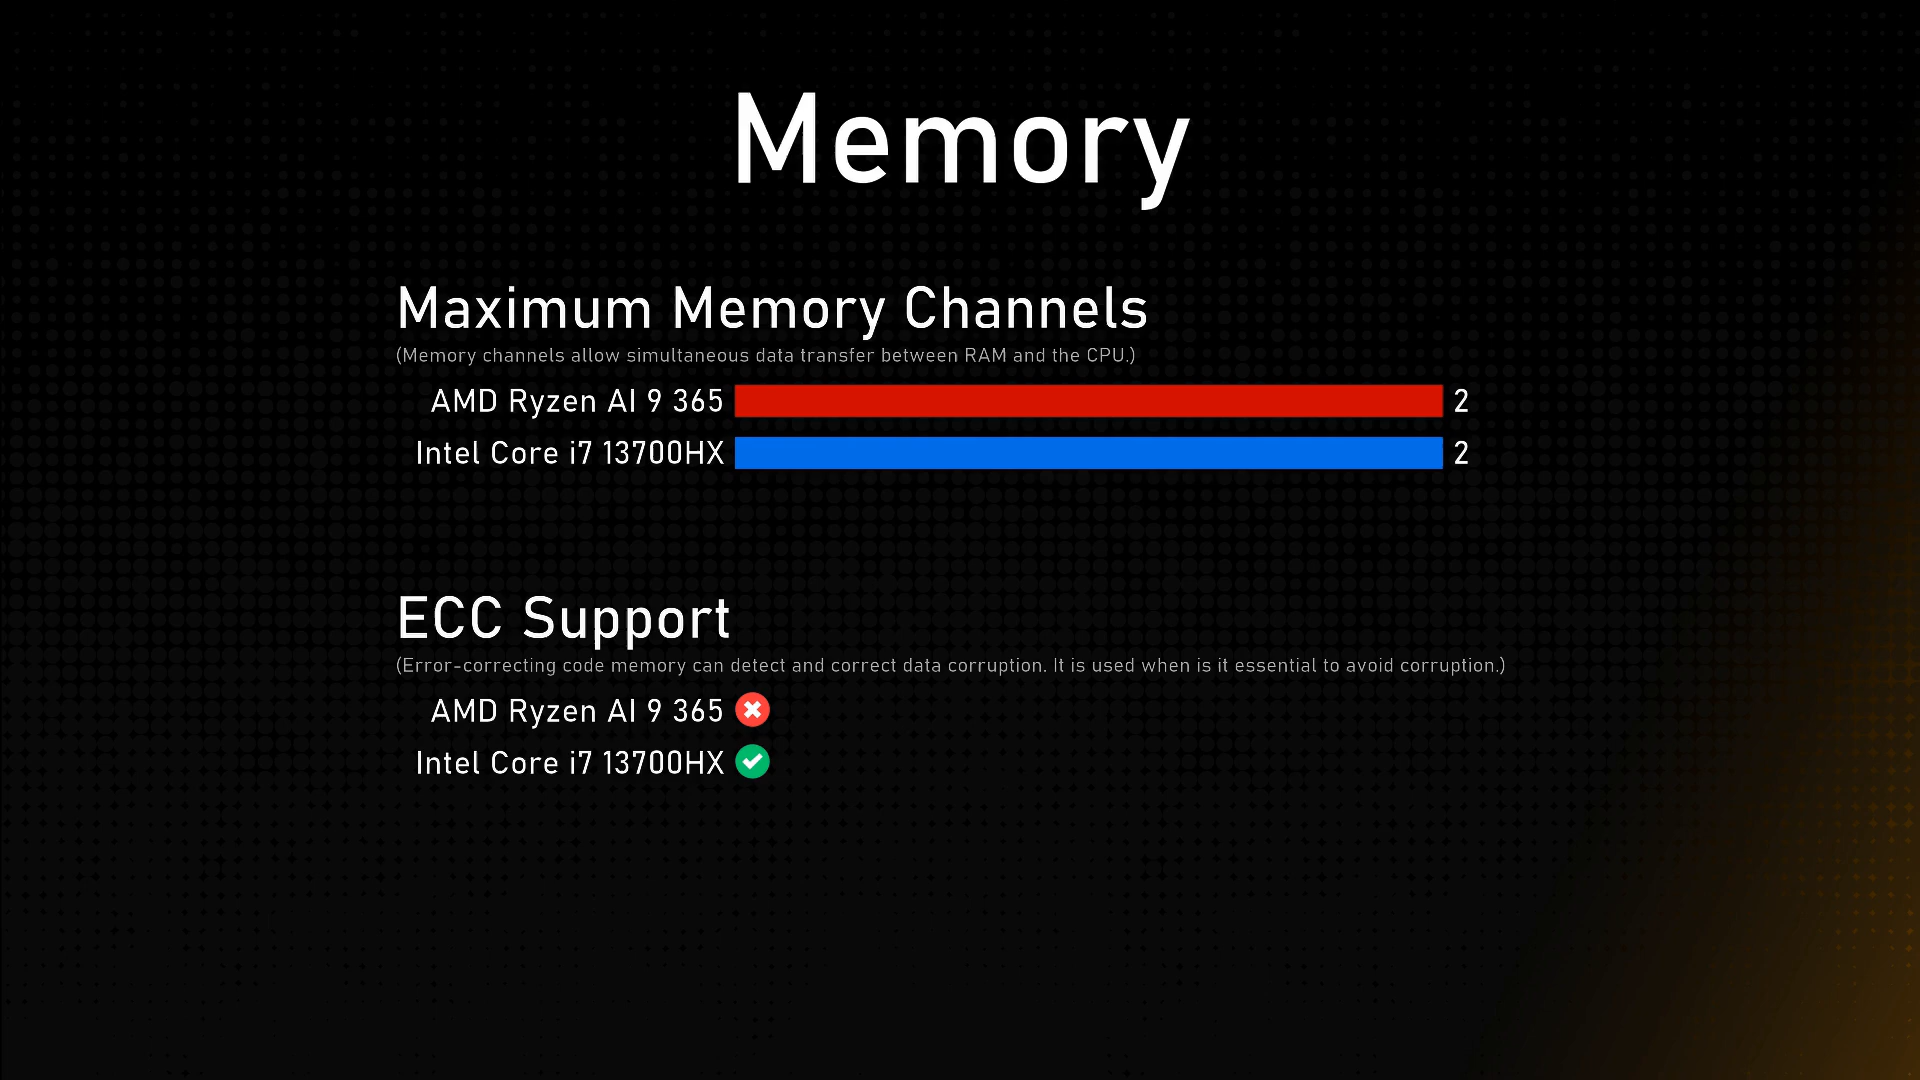 Memory
Maximum Memory Channels
(Memory channels allow simultaneous data transfer between RAM and the CPU.)
AMD Ryzen AI 9 365 2
Intel Core i7 13700HX 2
ECC Support
(Error-correcting code memory can detect and correct data corruption. It is used when is it essential to avoid corruption.)
AMD Ryzen AI 9 365
Intel Core i7 13700HX